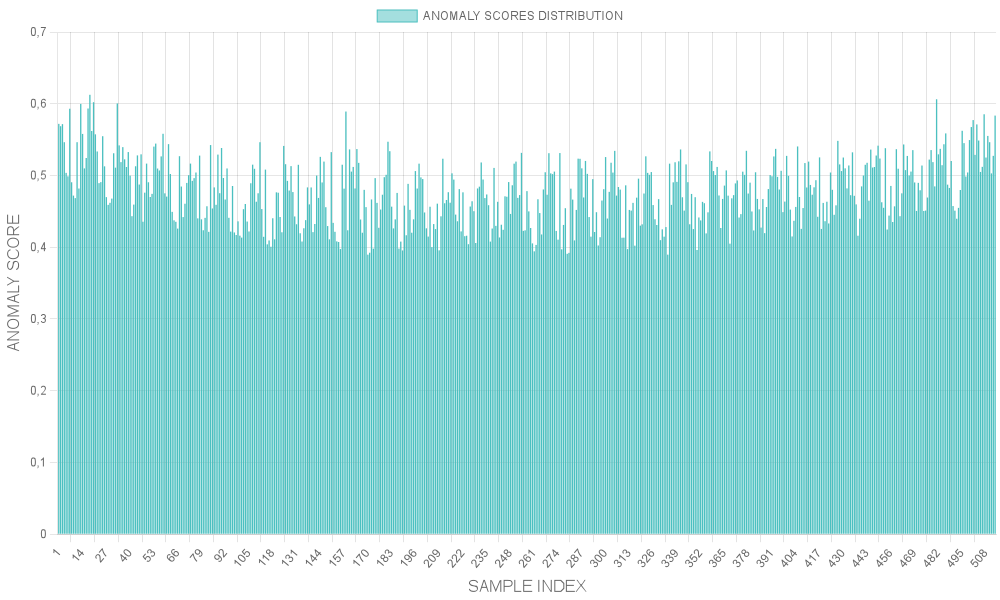 ANOMALY SCORES DISTRIBUTION
0,7
0,6
0,5
0,4
0,3
0,2
0,1
0
ANOMALY SCORE
1 14 27 40 53 66 79 92 105 118 131 144 157 170 183 196 209 222 235 248 261 274 287 300 313 326 339 352 365 378 391 404 417 430 443 456 469 482 495 508
SAMPLE INDEX